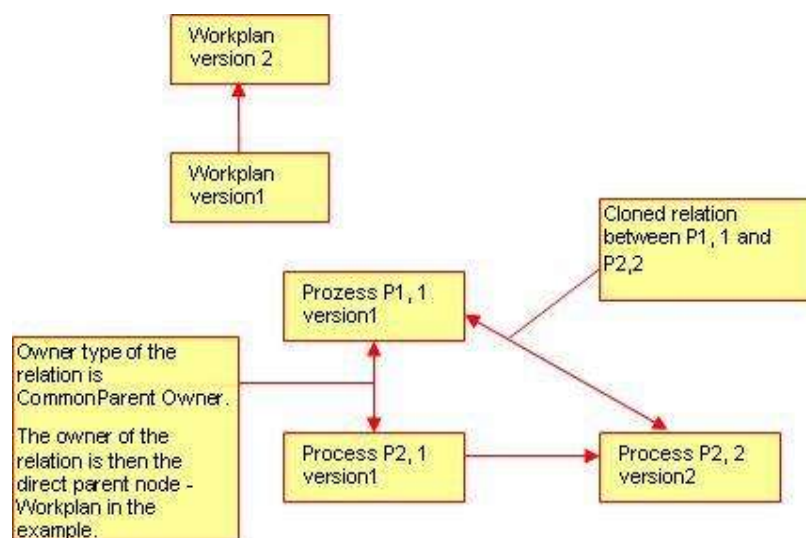 Workplan
version 2
Workplan
version1
Cloned relation
between P1, 1 and
P2,2
Prozess P1, 1
version1
Owner type of the
relation is
CommonParent Owner.
The owner of the
relation is then the
direct parent node -
Workplan in the
example.
Process P2, 1
version1
Process P2, 2
version2